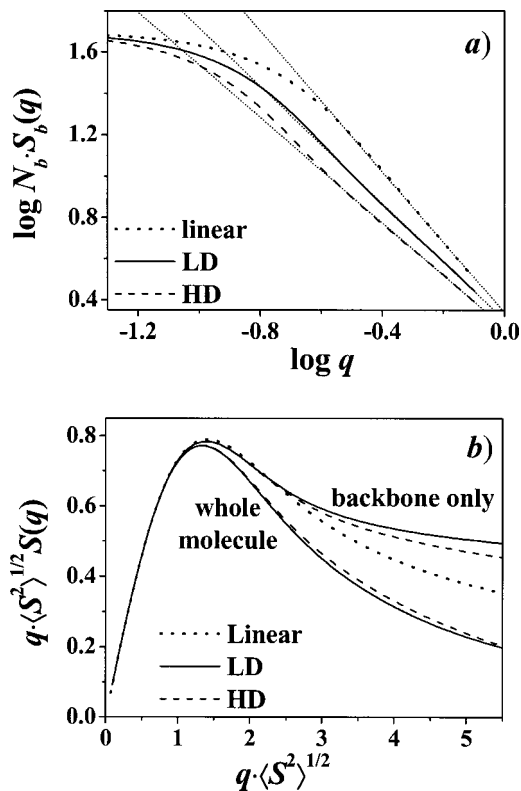 a)
log N_b·S_b(q)
1.6
1.2
0.8
0.4
linear
LD
HD
-1.2 -0.8 -0.4 0.0
log q
b)
q·⟨S²⟩^1/2 S(q)
0.8
0.6
0.4
0.2
0.0
backbone only
whole
molecule
Linear
LD
HD
0 1 2 3 4 5
q·⟨S²⟩^1/2